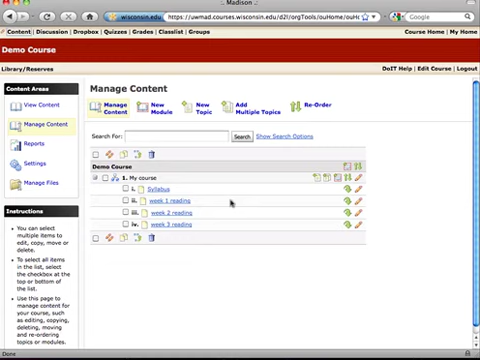 Madison
wisconsin.edu https://uwmad.courses.wisconsin.edu/d2l/orgTools/ouHome/ouHo Google
Content Discussion Dropbox Quizzes Grades Classlist Groups Course Home My Home
Demo Course
Library/Reserves DoIT Help Edit Course Logout
Content Areas
View Content
Manage Content
Reports
Settings
Manage Files
Instructions
You can select multiple items to edit, copy, move or delete.
To select all items in the list, select the checkbox at the top or bottom of the list.
Use this page to manage content for your course, such as editing, copying, deleting, moving and re-ordering topics or modules.
Manage Content
Manage Content
New Module
New Topic
Add Multiple Topics
Re-Order
Search For: Search Show Search Options
Demo Course
1. My course
i. Syllabus
ii. week 1 reading
iii. week 2 reading
iv. week 3 reading
Done